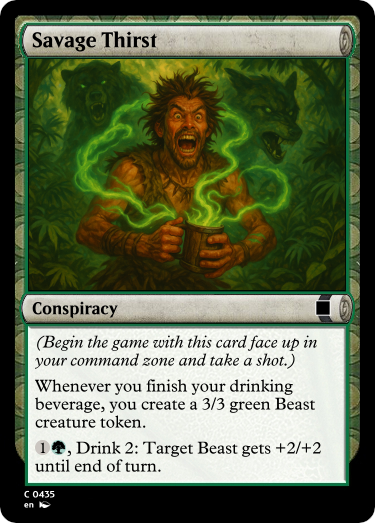 Savage Thirst
Conspiracy
(Begin the game with this card face up in
your command zone and take a shot.)
Whenever you finish your drinking
beverage, you create a 3/3 green Beast
creature token.
1, Drink 2: Target Beast gets +2/+2
until end of turn.
C 0435
en